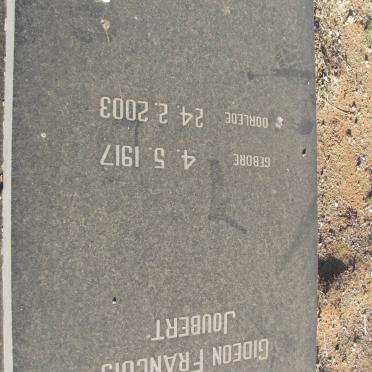 GIDEON FRANCOIS
JOUBERT
GEBORE 4. 5. 1917
OORLEDE 24. 2. 2003